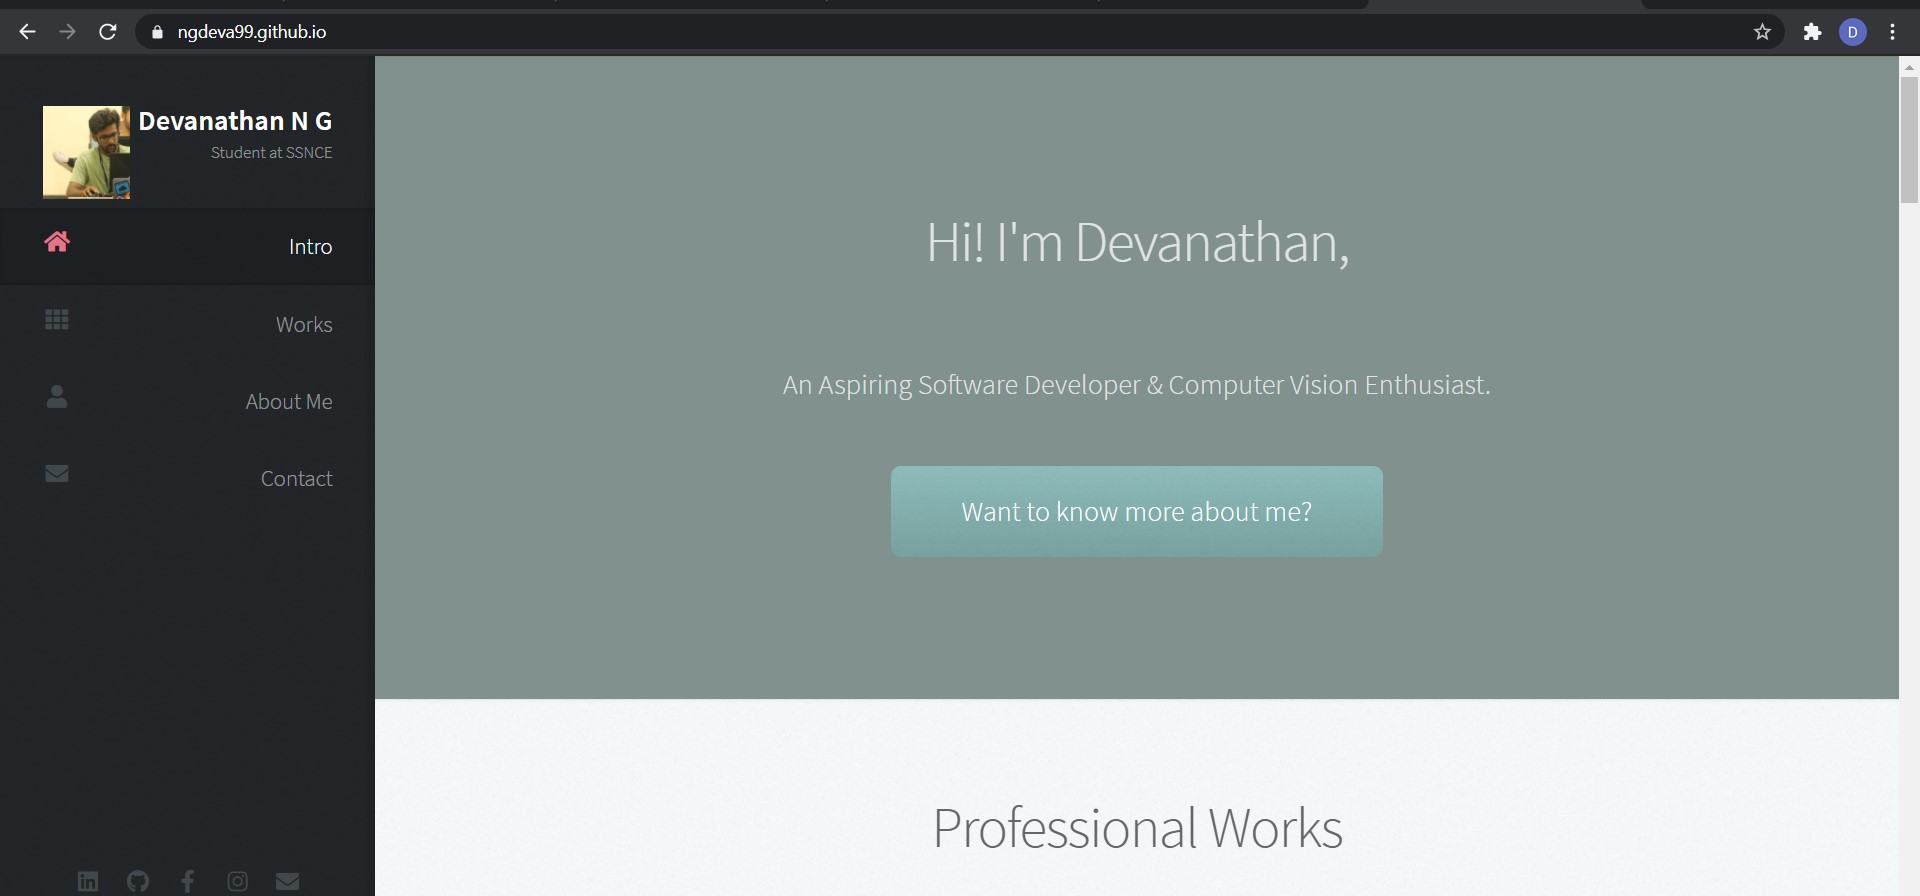 ngdeva99.github.io
D
Devanathan N G
Student at SSNCE
Intro
Works
About Me
Contact
Hi! I'm Devanathan,
An Aspiring Software Developer & Computer Vision Enthusiast.
Want to know more about me?
Professional Works